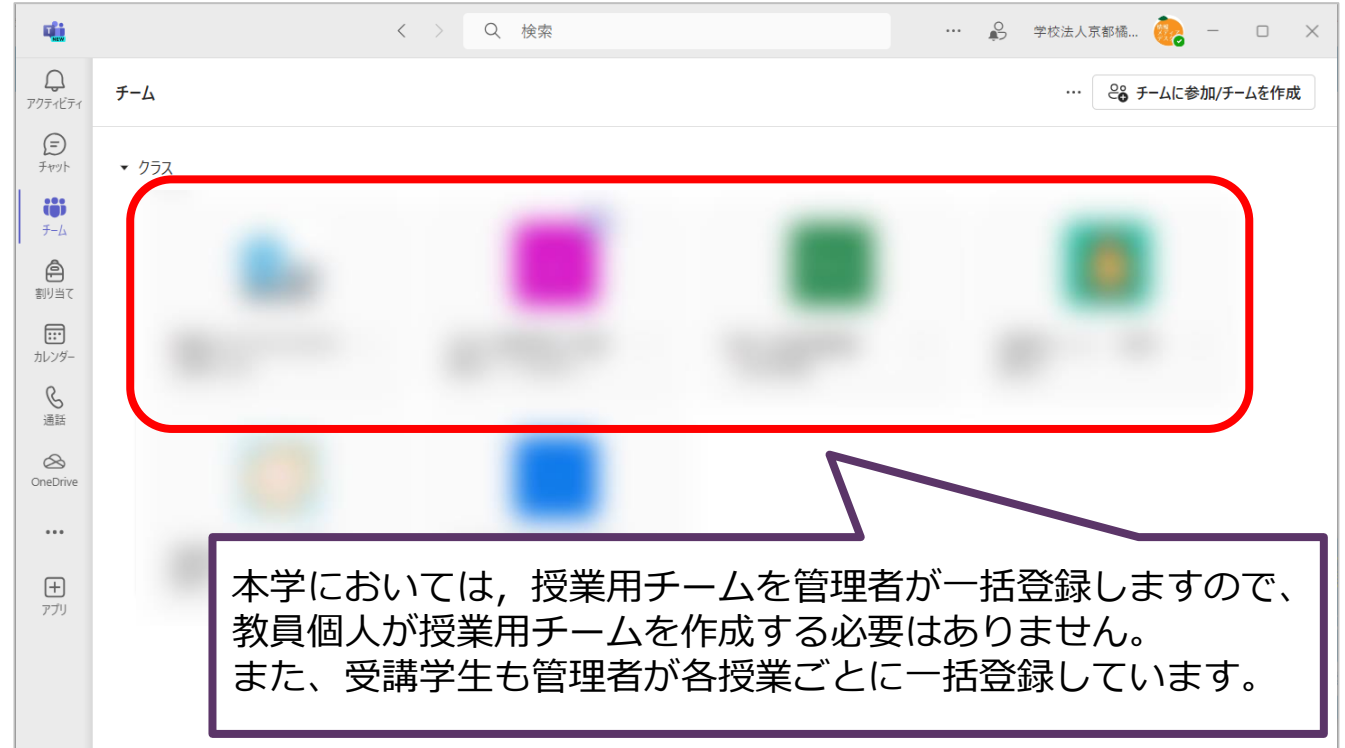 NEW
検索
学校法人京都橘...
アクティビティ
チーム
チームに参加/チームを作成
チャット
クラス
チーム
割り当て
カレンダー
通話
OneDrive
アプリ
本学においては，授業用チームを管理者が一括登録しますので、
教員個人が授業用チームを作成する必要はありません。
また、受講学生も管理者が各授業ごとに一括登録しています。